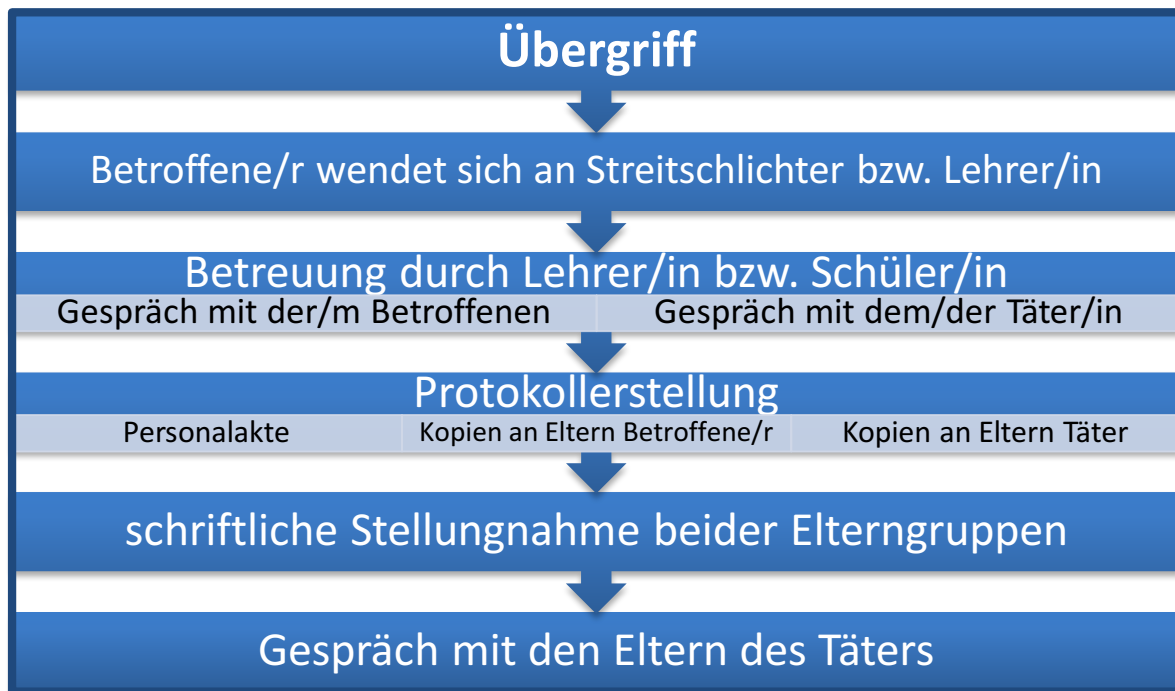 Übergriff
Betroffene/r wendet sich an Streitschlichter bzw. Lehrer/in
Betreuung durch Lehrer/in bzw. Schüler/in
Gespräch mit der/m Betroffenen
Gespräch mit dem/der Täter/in
Protokollerstellung
Personalakte
Kopien an Eltern Betroffene/r
Kopien an Eltern Täter
schriftliche Stellungnahme beider Elterngruppen
Gespräch mit den Eltern des Täters